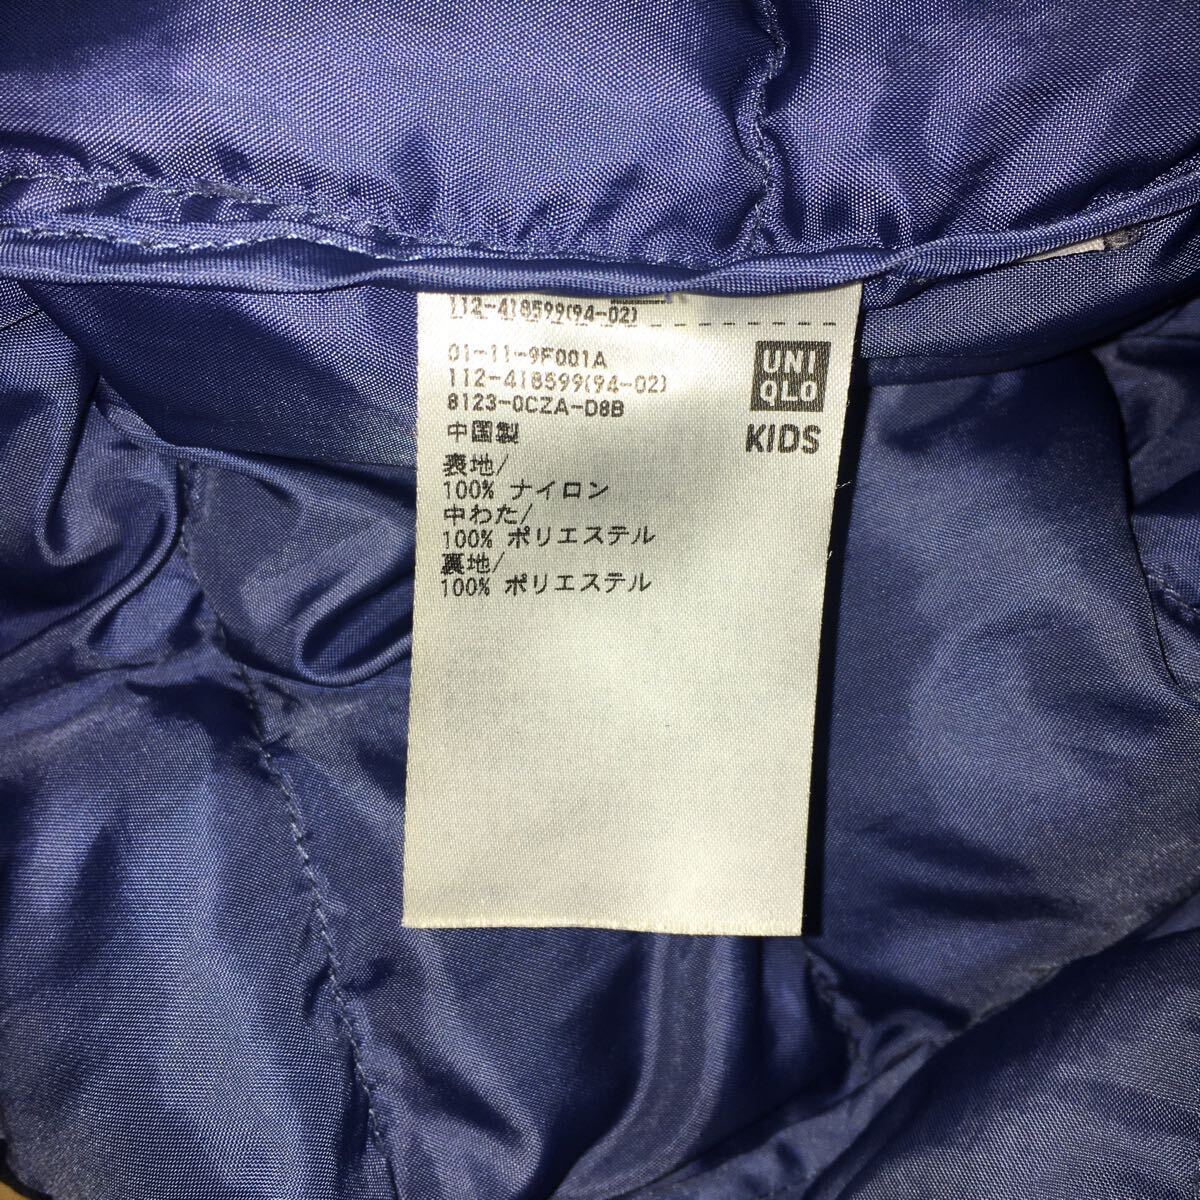 112-418599(94-02)
01-11-9F001A
112-418599(94-02)
8123-0CZA-D8B
中国製
表地/
100% ナイロン
中わた/
100% ポリエステル
裏地/
100% ポリエステル
UNI
QLO
KIDS